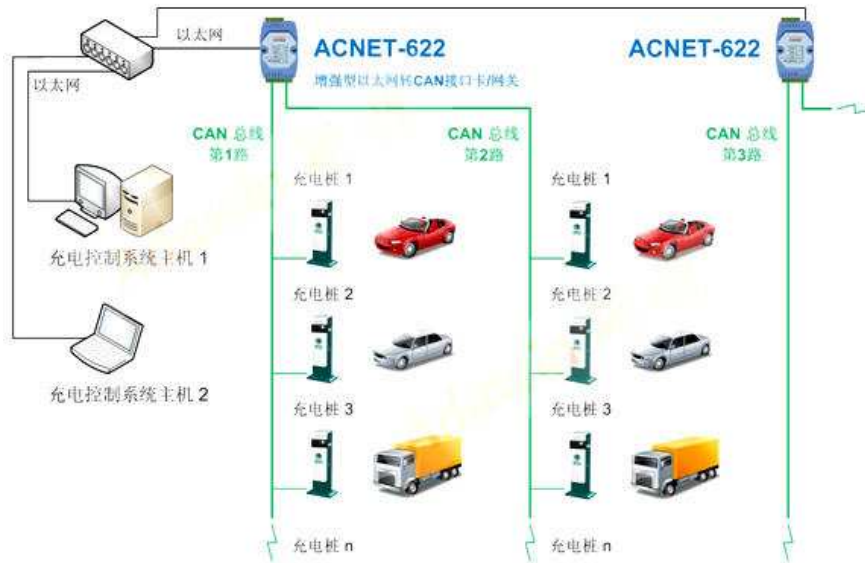 以太网
ACNET-622
ACNET-622
增强型以太网转CAN接口卡/网关
以太网
CAN 总线
第1路
CAN 总线
第2路
CAN 总线
第3路
充电桩 1
充电桩 1
充电控制系统主机 1
充电桩 2
充电桩 2
充电控制系统主机 2
充电桩 3
充电桩 3
充电桩 n
充电桩 n